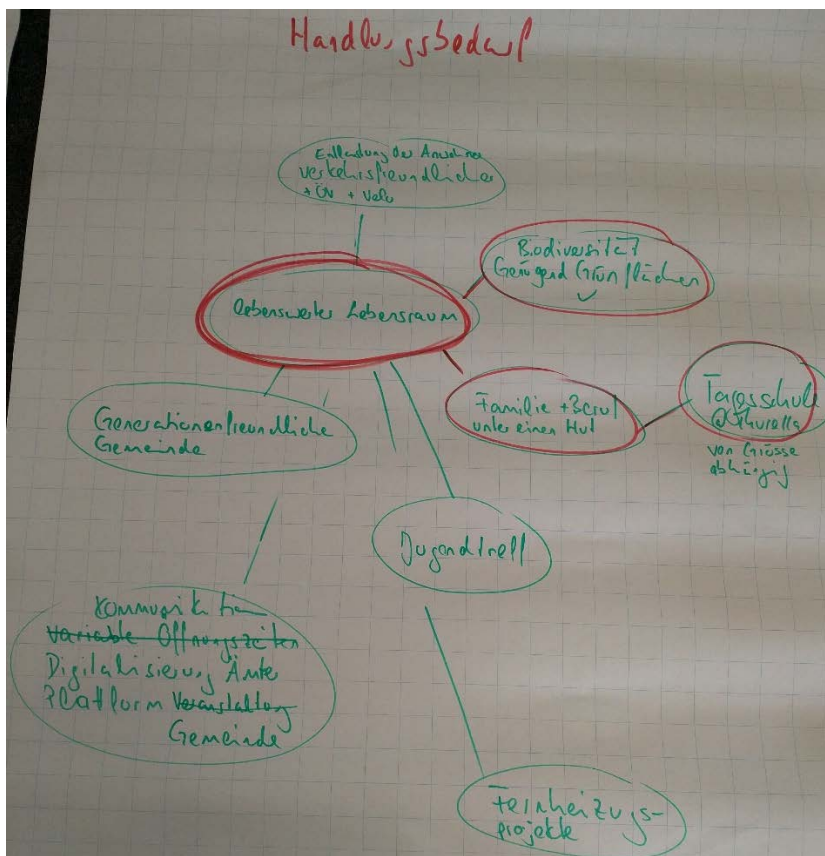 Handlungsbedarf
Entlastung der Anwohner
verkehrsfreundlicher
+ ÖV + Velo
Biodiversität
Genügend Grünflächen
lebenswerter Lebensraum
Familie + Beruf
unter einen Hut
Tagesschule
von Grösse
abhängig
Generationenfreundliche
Gemeinde
Jugendtreff
Kommunikation
Variable Öffnungszeiten
Digitalisierung Ämter
Plattform Veranstaltung
Gemeinde
Fernheizungs-
projekte